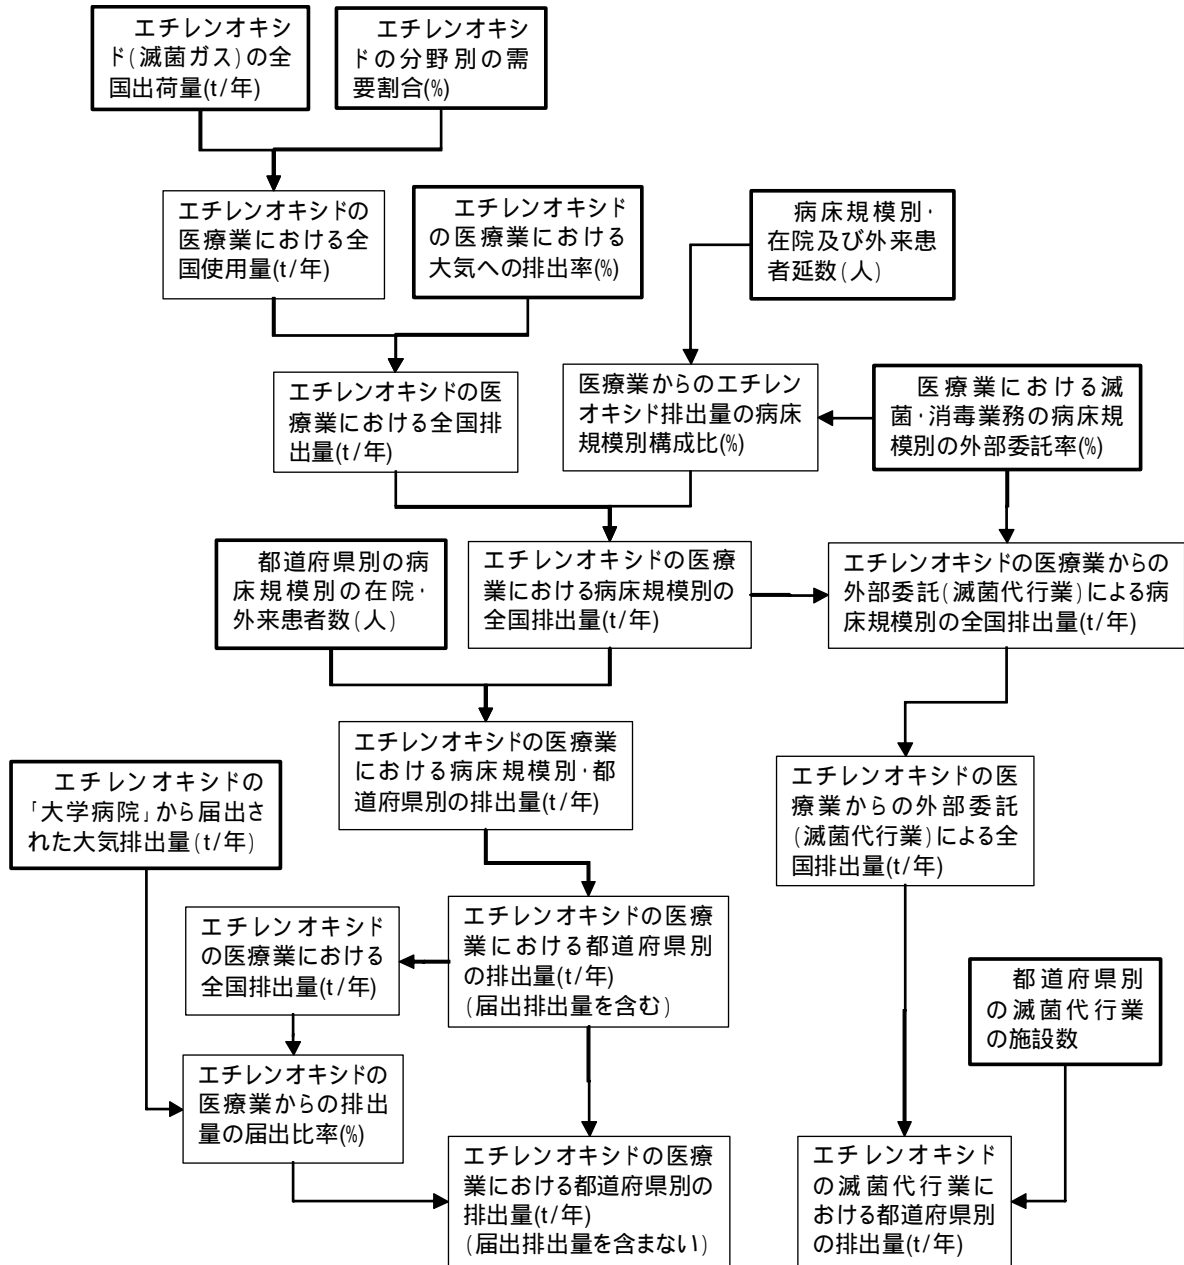 エチレンオキシ
ド(滅菌ガス)の全
国出荷量(t/年)
エチレンオキシ
ドの分野別の需
要割合(%)
エチレンオキシドの
医療業における全
国使用量(t/年)
エチレンオキシド
の医療業における
大気への排出率(%)
病床規模別・
在院及び外来患
者延数(人)
エチレンオキシドの医
療業における全国排
出量(t/年)
医療業からのエチレン
オキシド排出量の病床
規模別構成比(%)
医療業における滅
菌・消毒業務の病床規
模別の外部委託率(%)
都道府県別の病
床規模別の在院・
外来患者数(人)
エチレンオキシドの医療
業における病床規模別の
全国排出量(t/年)
エチレンオキシドの医療業からの
外部委託(滅菌代行業)による病
床規模別の全国排出量(t/年)
エチレンオキシドの医療業
における病床規模別・都
道府県別の排出量(t/年)
エチレンオキシドの
「大学病院」から届出さ
れた大気排出量(t/年)
エチレンオキシドの医
療業からの外部委託
(滅菌代行業)による全
国排出量(t/年)
エチレンオキシド
の医療業における
全国排出量(t/年)
エチレンオキシドの医療
業における都道府県別
の排出量(t/年)
(届出排出量を含む)
都道府県別
の滅菌代行業
の施設数
エチレンオキシドの
医療業からの排出
量の届出比率(%)
エチレンオキシドの医療
業における都道府県別の
排出量(t/年)
(届出排出量を含まない)
エチレンオキシド
の滅菌代行業に
おける都道府県別
の排出量(t/年)